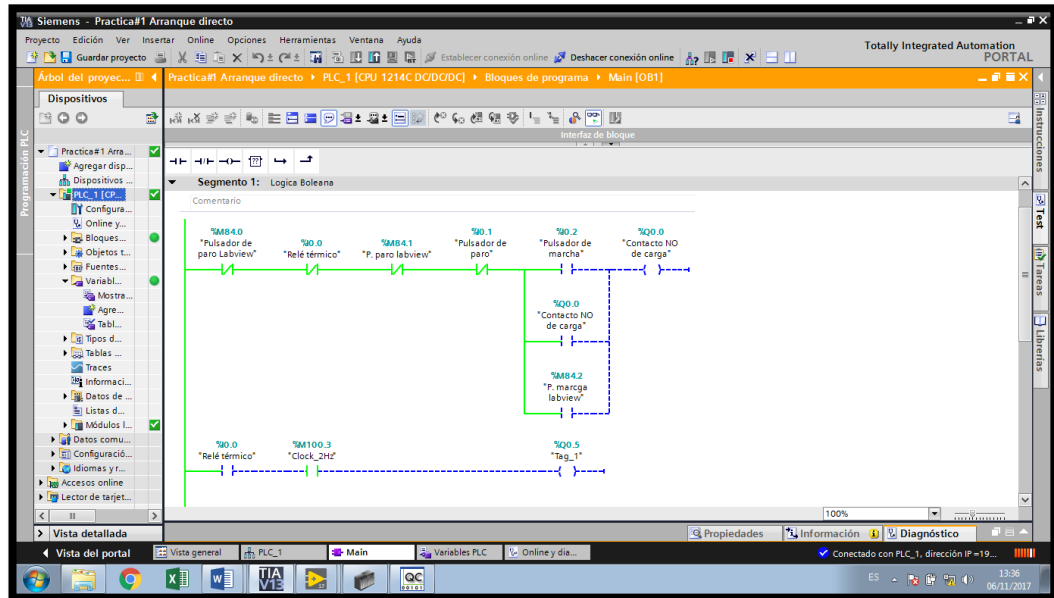 Siemens - Practica#1 Arranque directo
Proyecto Edición Ver Insertar Online Opciones Herramientas Ventana Ayuda
Totally Integrated Automation
PORTAL
Guardar proyecto
Establecer conexión online
Deshacer conexión online
Árbol del proyec...
Practica#1 Arranque directo
PLC_1 [CPU 1214C DC/DC/DC]
Bloques de programa
Main [OB1]
Dispositivos
Interfaz de bloque
Programación PLC
Practica#1 Arra...
Agregar disp...
Dispositivos ...
PLC_1 [CP...
Configura...
Online y...
Bloques...
Objetos t...
Fuentes...
Variabl...
Mostra...
Agre...
Tabl...
Tipos d...
Tablas ...
Traces
Informaci...
Datos de ...
Listas d...
Módulos l...
Datos comu...
Configuració...
Idiomas y r...
Accesos online
Lector de tarjet...
Vista detallada
??
Segmento 1: Logica Boleana
Comentario
%M84.0
"Pulsador de
paro Labview"
%I0.0
"Relé térmico"
%M84.1
"P. paro labview"
%I0.1
"Pulsador de
paro"
%I0.2
"Pulsador de
marcha"
%Q0.0
"Contacto NO
de carga"
%Q0.0
"Contacto NO
de carga"
%M84.2
"P. marcga
labview"
%I0.0
"Relé térmico"
%M100.3
"Clock_2Hz"
%Q0.5
"Tag_1"
100%
Instrucciones
Test
Tareas
Librerías
Propiedades
Información
Diagnóstico
Vista del portal
Vista general
PLC_1
Main
Variables PLC
Online y dia...
Conectado con PLC_1, dirección IP =19...
TIA
V13
QC
ES
13:36
06/11/2017